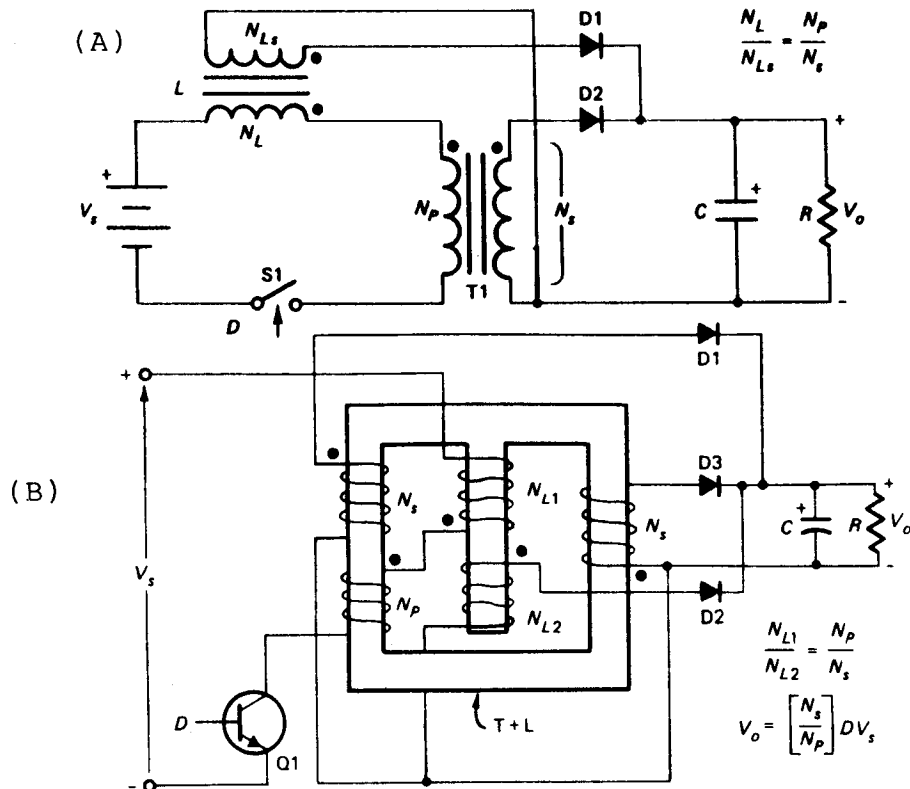 (A)
N_Ls
L
N_L
D1
D2
N_L / N_Ls = N_p / N_s
V_s
+
S1
D
N_P
T1
N_s
C
+
R
V_o
+
-
(B)
+
V_s
-
D
Q1
N_s
N_P
N_L1
N_L2
N_s
T + L
D1
D3
D2
C
+
R
V_o
+
-
N_L1 / N_L2 = N_p / N_s
V_o = [N_s / N_p] DV_s